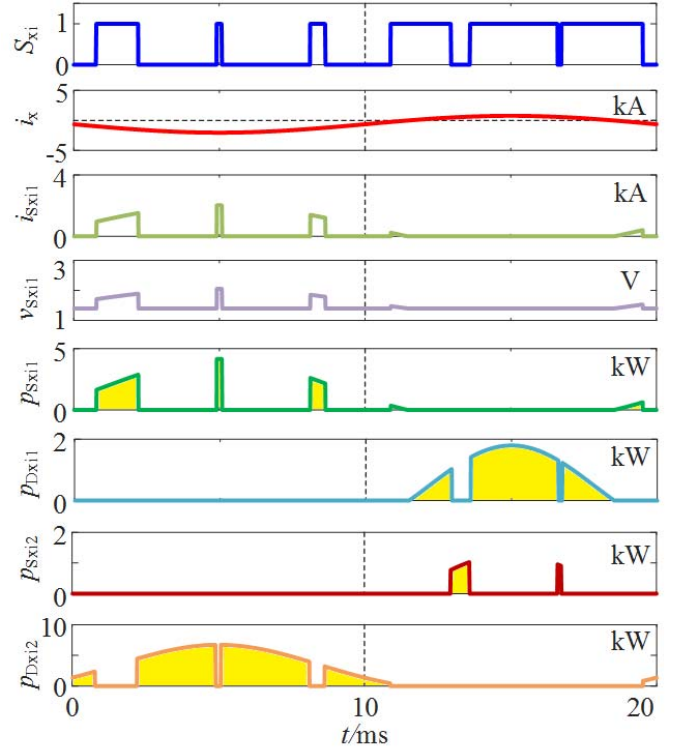 1
S_xi
0
5
i_x
kA
-5
4
i_Sxi1
kA
0
3
v_Sxi1
V
1
5
p_Sxi1
kW
0
2
p_Dxi1
kW
0
2
p_Sxi2
kW
0
10
p_Dxi2
kW
0
0 10 20
t/ms